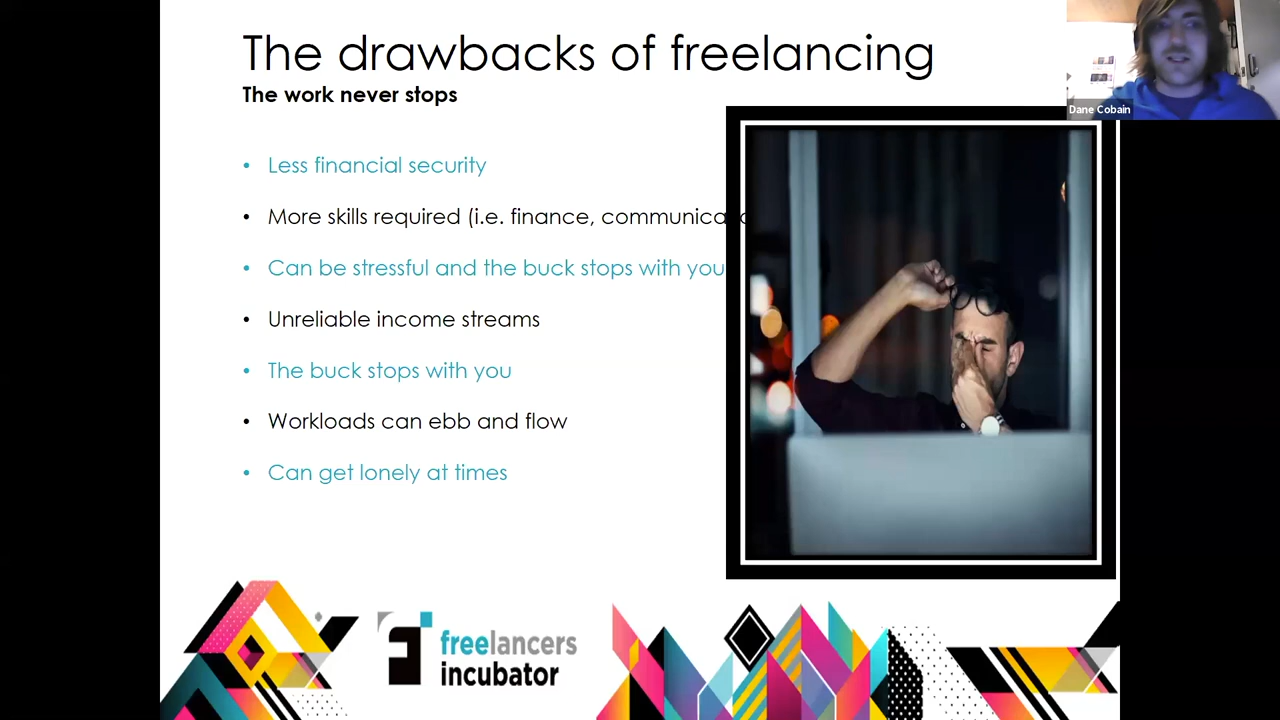 The drawbacks of freelancing
Dane Cobain
The work never stops
• Less financial security
• More skills required (i.e. finance,
• Can be stressful and the buck stops with you
• Unreliable income streams
• The buck stops with you
• Workloads can ebb and flow
• Can get lonely at times
freelancers
incubator